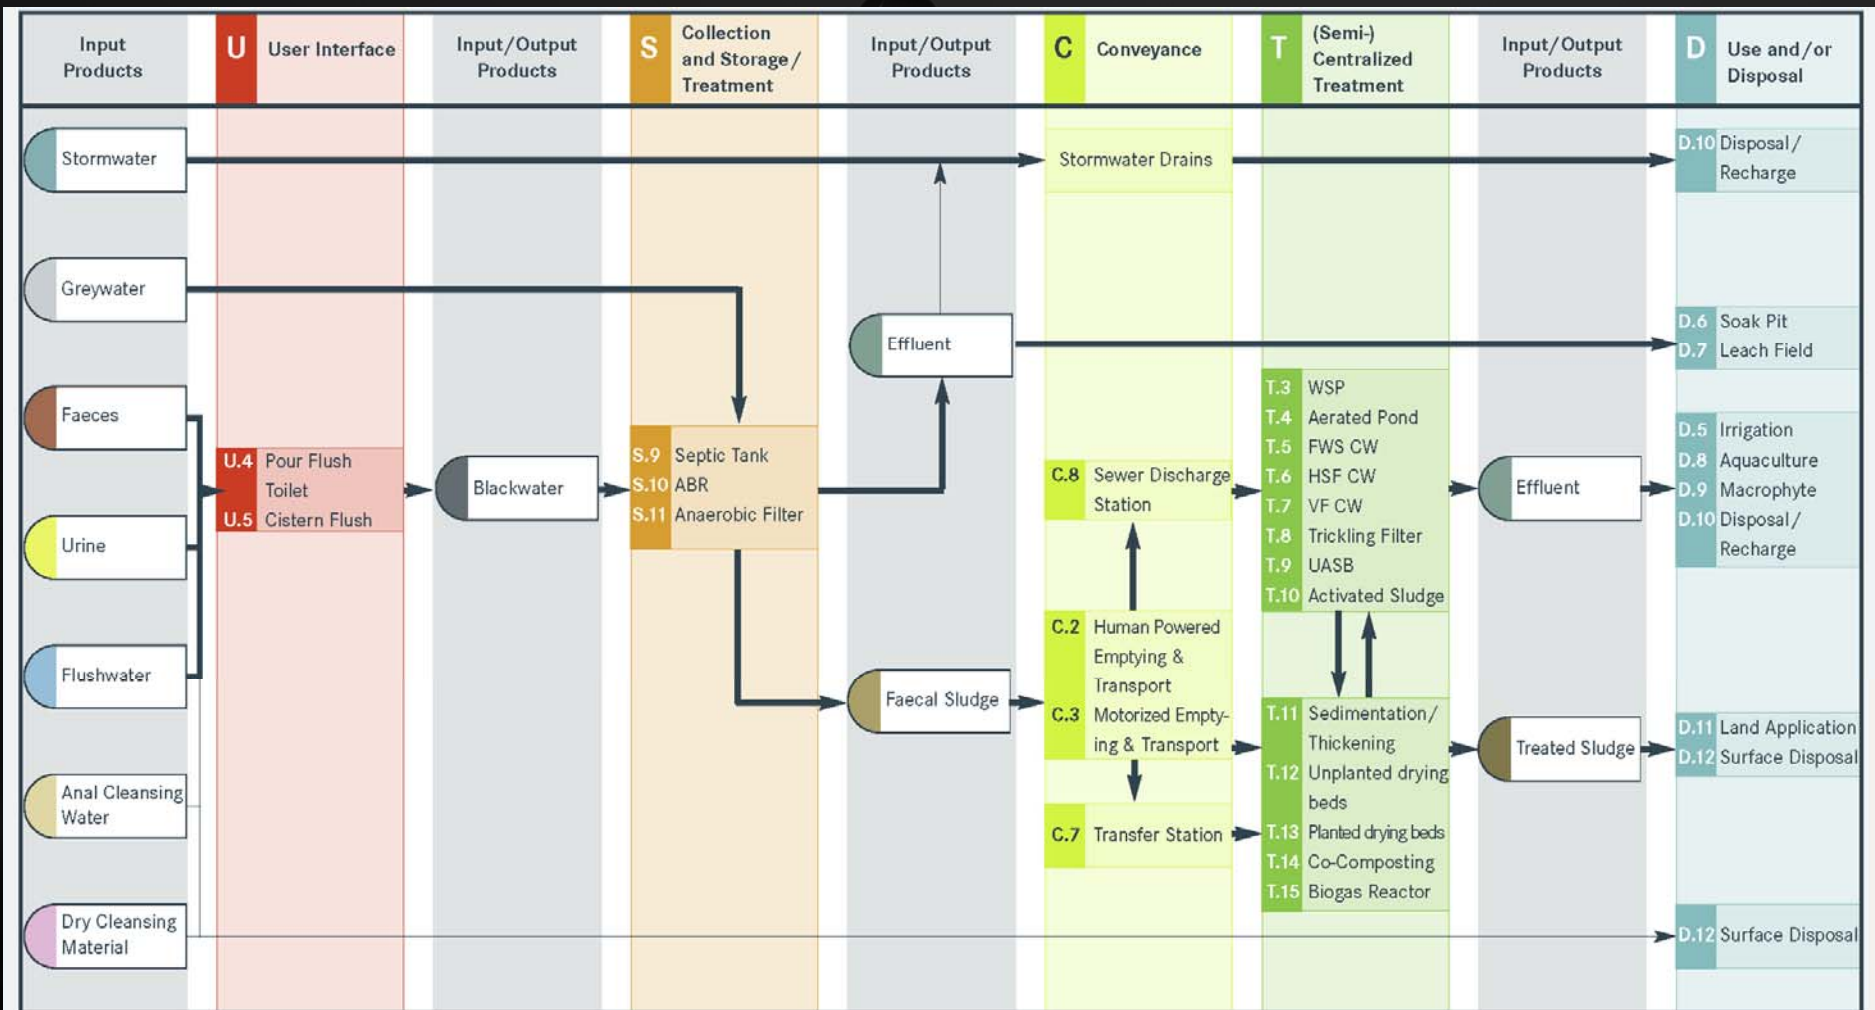 Input
Products
U
User Interface
Input/Output
Products
S
Collection
and Storage/
Treatment
Input/Output
Products
C
Conveyance
T
(Semi-)
Centralized
Treatment
Input/Output
Products
D
Use and/or
Disposal
Stormwater
Greywater
Faeces
Urine
Flushwater
Anal Cleansing
Water
Dry Cleansing
Material
U.4 Pour Flush
Toilet
U.5 Cistern Flush
Blackwater
S.9 Septic Tank
S.10 ABR
S.11 Anaerobic Filter
Effluent
Faecal Sludge
Stormwater Drains
C.8 Sewer Discharge
Station
C.2 Human Powered
Emptying &
Transport
C.3 Motorized Empty-
ing & Transport
C.7 Transfer Station
T.3 WSP
T.4 Aerated Pond
T.5 FWS CW
T.6 HSF CW
T.7 VF CW
T.8 Trickling Filter
T.9 UASB
T.10 Activated Sludge
T.11 Sedimentation/
Thickening
T.12 Unplanted drying
beds
T.13 Planted drying beds
T.14 Co-Composting
T.15 Biogas Reactor
Effluent
Treated Sludge
D.10 Disposal/
Recharge
D.6 Soak Pit
D.7 Leach Field
D.5 Irrigation
D.8 Aquaculture
D.9 Macrophyte
D.10 Disposal/
Recharge
D.11 Land Application
D.12 Surface Disposal
D.12 Surface Disposal